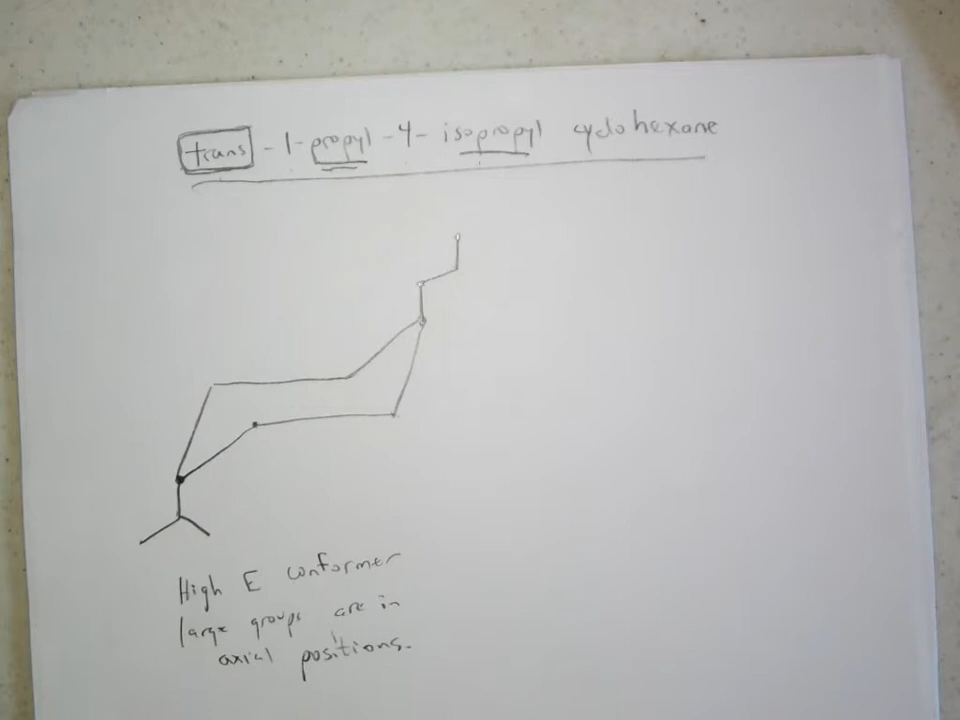 trans - 1- propyl - 4- isopropyl cyclohexane
High E conformer
large groups are in
axial positions.